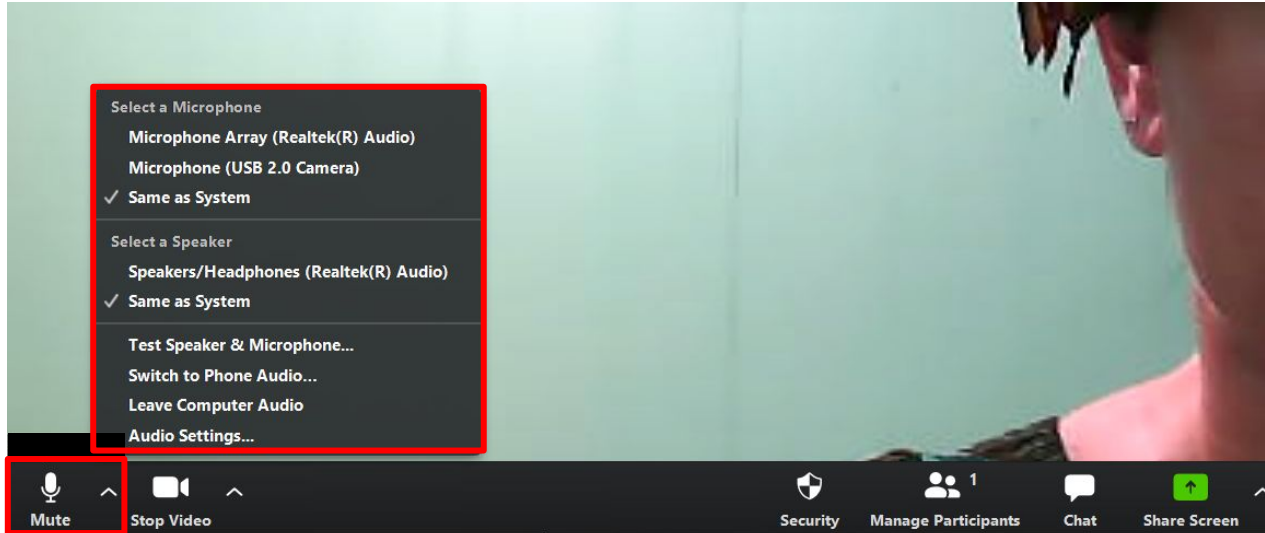 Select a Microphone
Microphone Array (Realtek(R) Audio)
Microphone (USB 2.0 Camera)
Same as System
Select a Speaker
Speakers/Headphones (Realtek(R) Audio)
Same as System
Test Speaker & Microphone...
Switch to Phone Audio...
Leave Computer Audio
Audio Settings...
1
Mute Stop Video Security Manage Participants Chat Share Screen